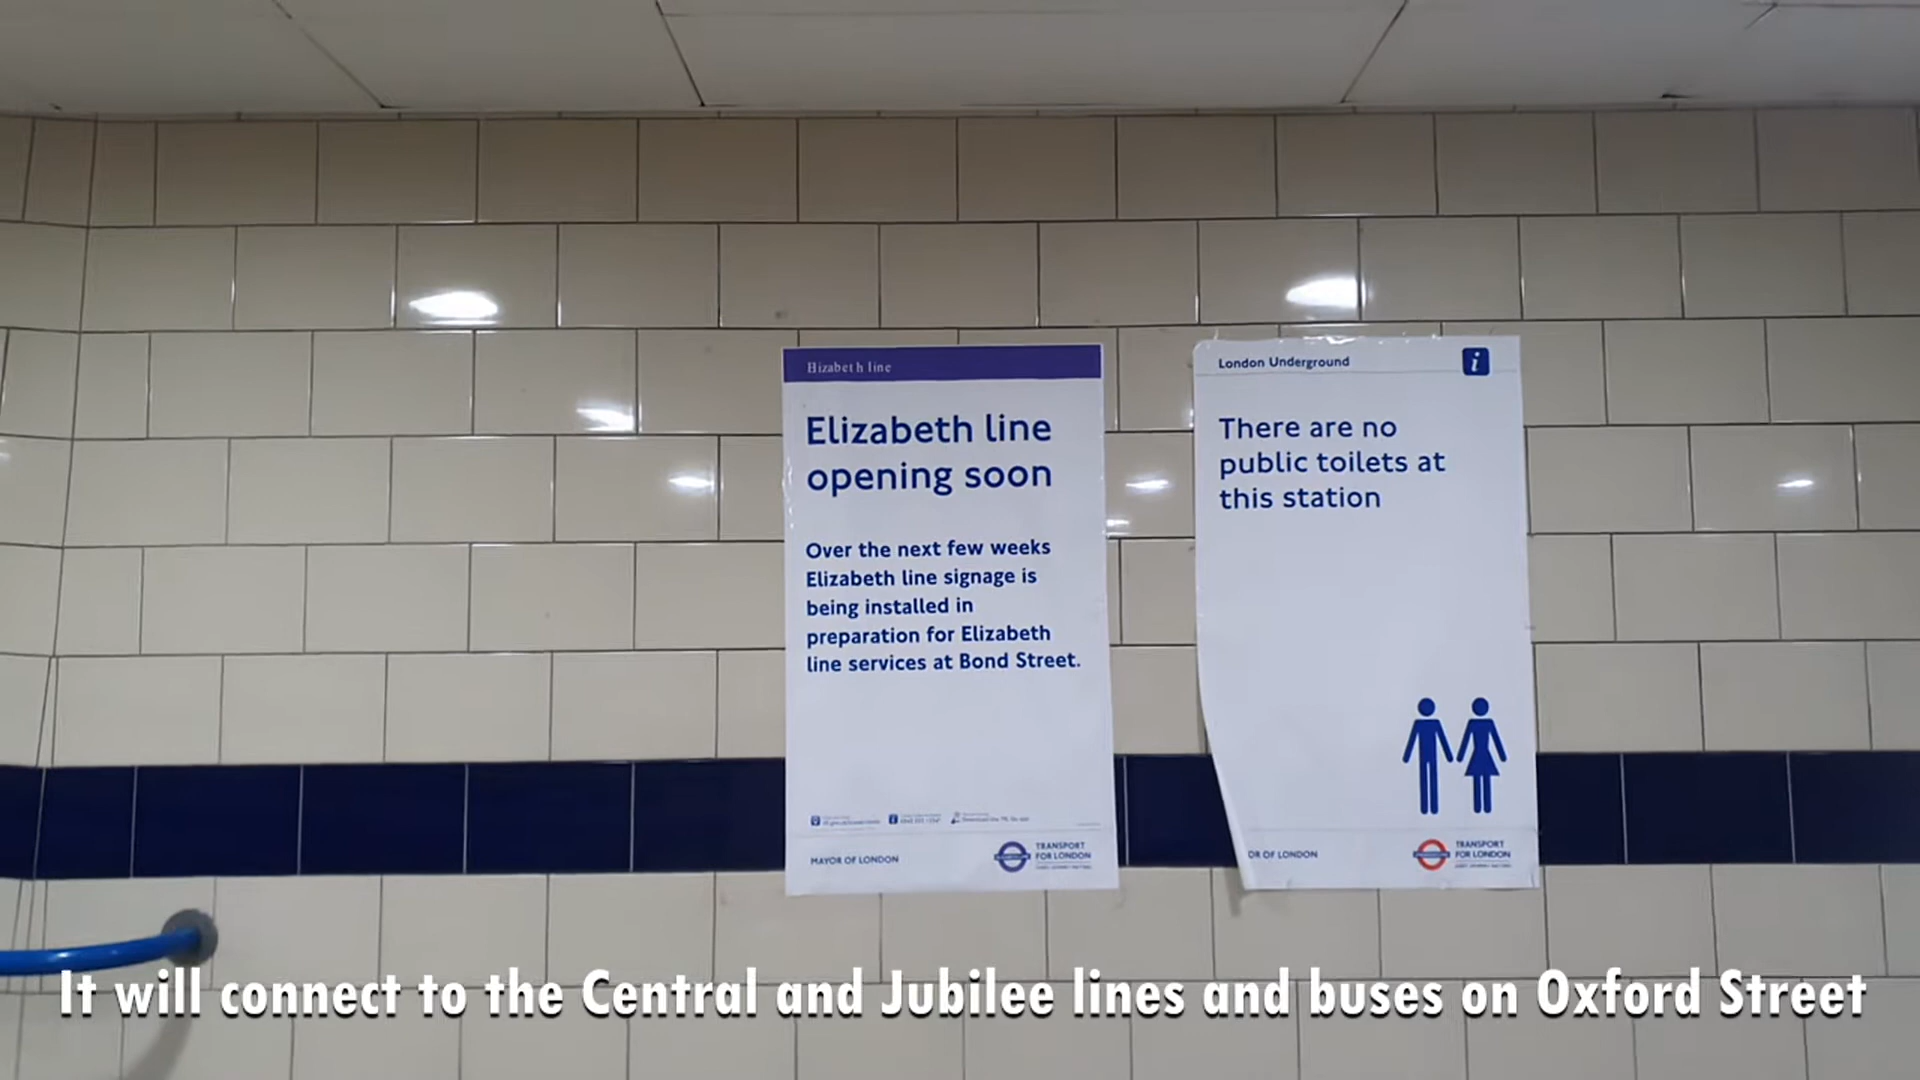 Elizabeth line
Elizabeth line
opening soon
Over the next few weeks
Elizabeth line signage is
being installed in
preparation for Elizabeth
line services at Bond Street.
MAYOR OF LONDON
TRANSPORT
FOR LONDON
London Underground
i
There are no
public toilets at
this station
OR OF LONDON
TRANSPORT
FOR LONDON
It will connect to the Central and Jubilee lines and buses on Oxford Street